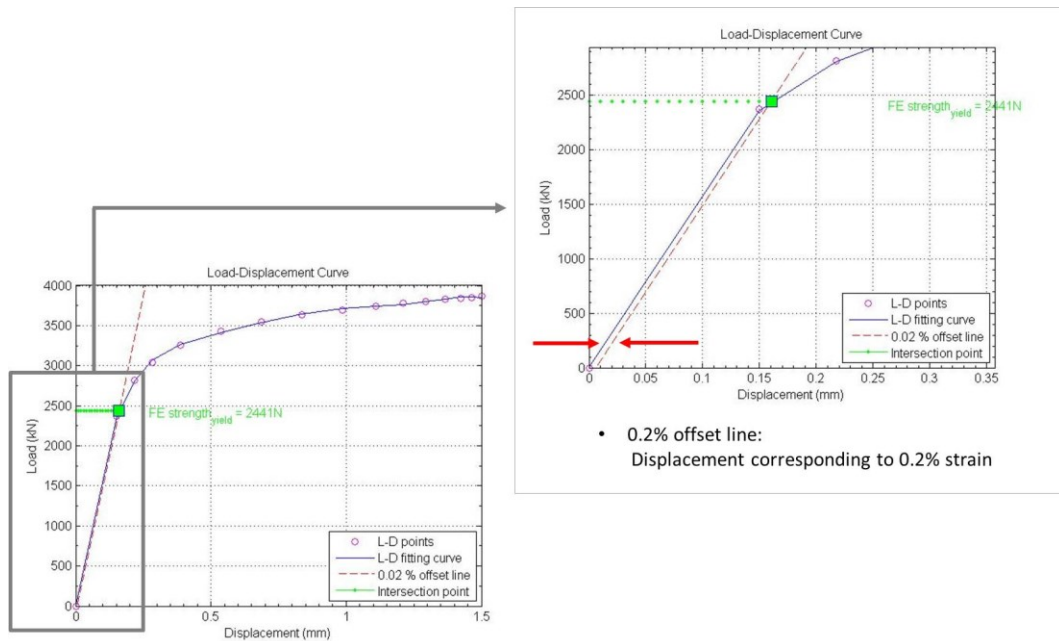 Load-Displacement Curve
2500
2000
1500
1000
500
0
Load (kN)
FE strength_yield = 2441N
L-D points
L-D fitting curve
0.02 % offset line
Intersection point
0 0.05 0.1 0.15 0.2 0.25 0.3 0.35
Displacement (mm)
• 0.2% offset line:
Displacement corresponding to 0.2% strain
Load-Displacement Curve
4000
3500
3000
2500
2000
1500
1000
500
0
Load (kN)
FE strength_yield = 2441N
L-D points
L-D fitting curve
0.02 % offset line
Intersection point
0 0.5 1 1.5
Displacement (mm)